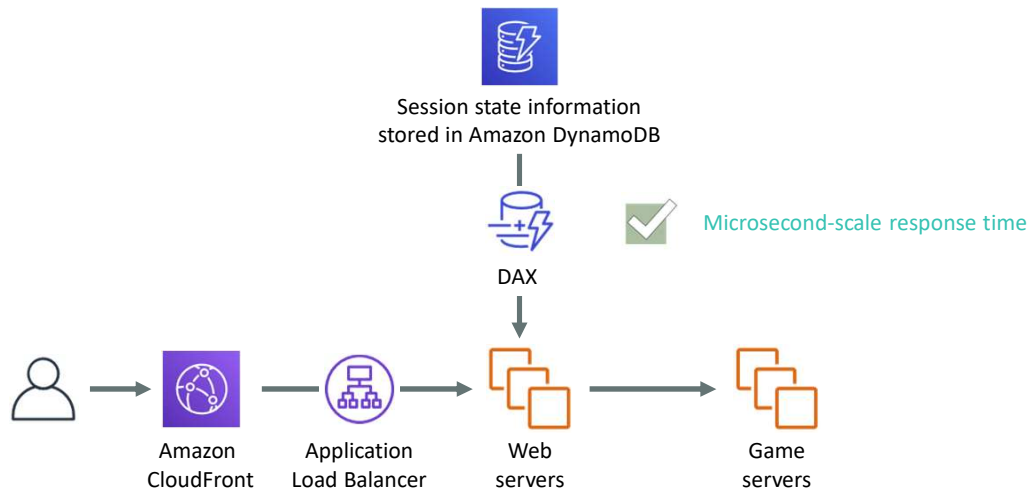 Session state information
stored in Amazon DynamoDB
Microsecond-scale response time
DAX
Amazon
CloudFront
Application
Load Balancer
Web
servers
Game
servers